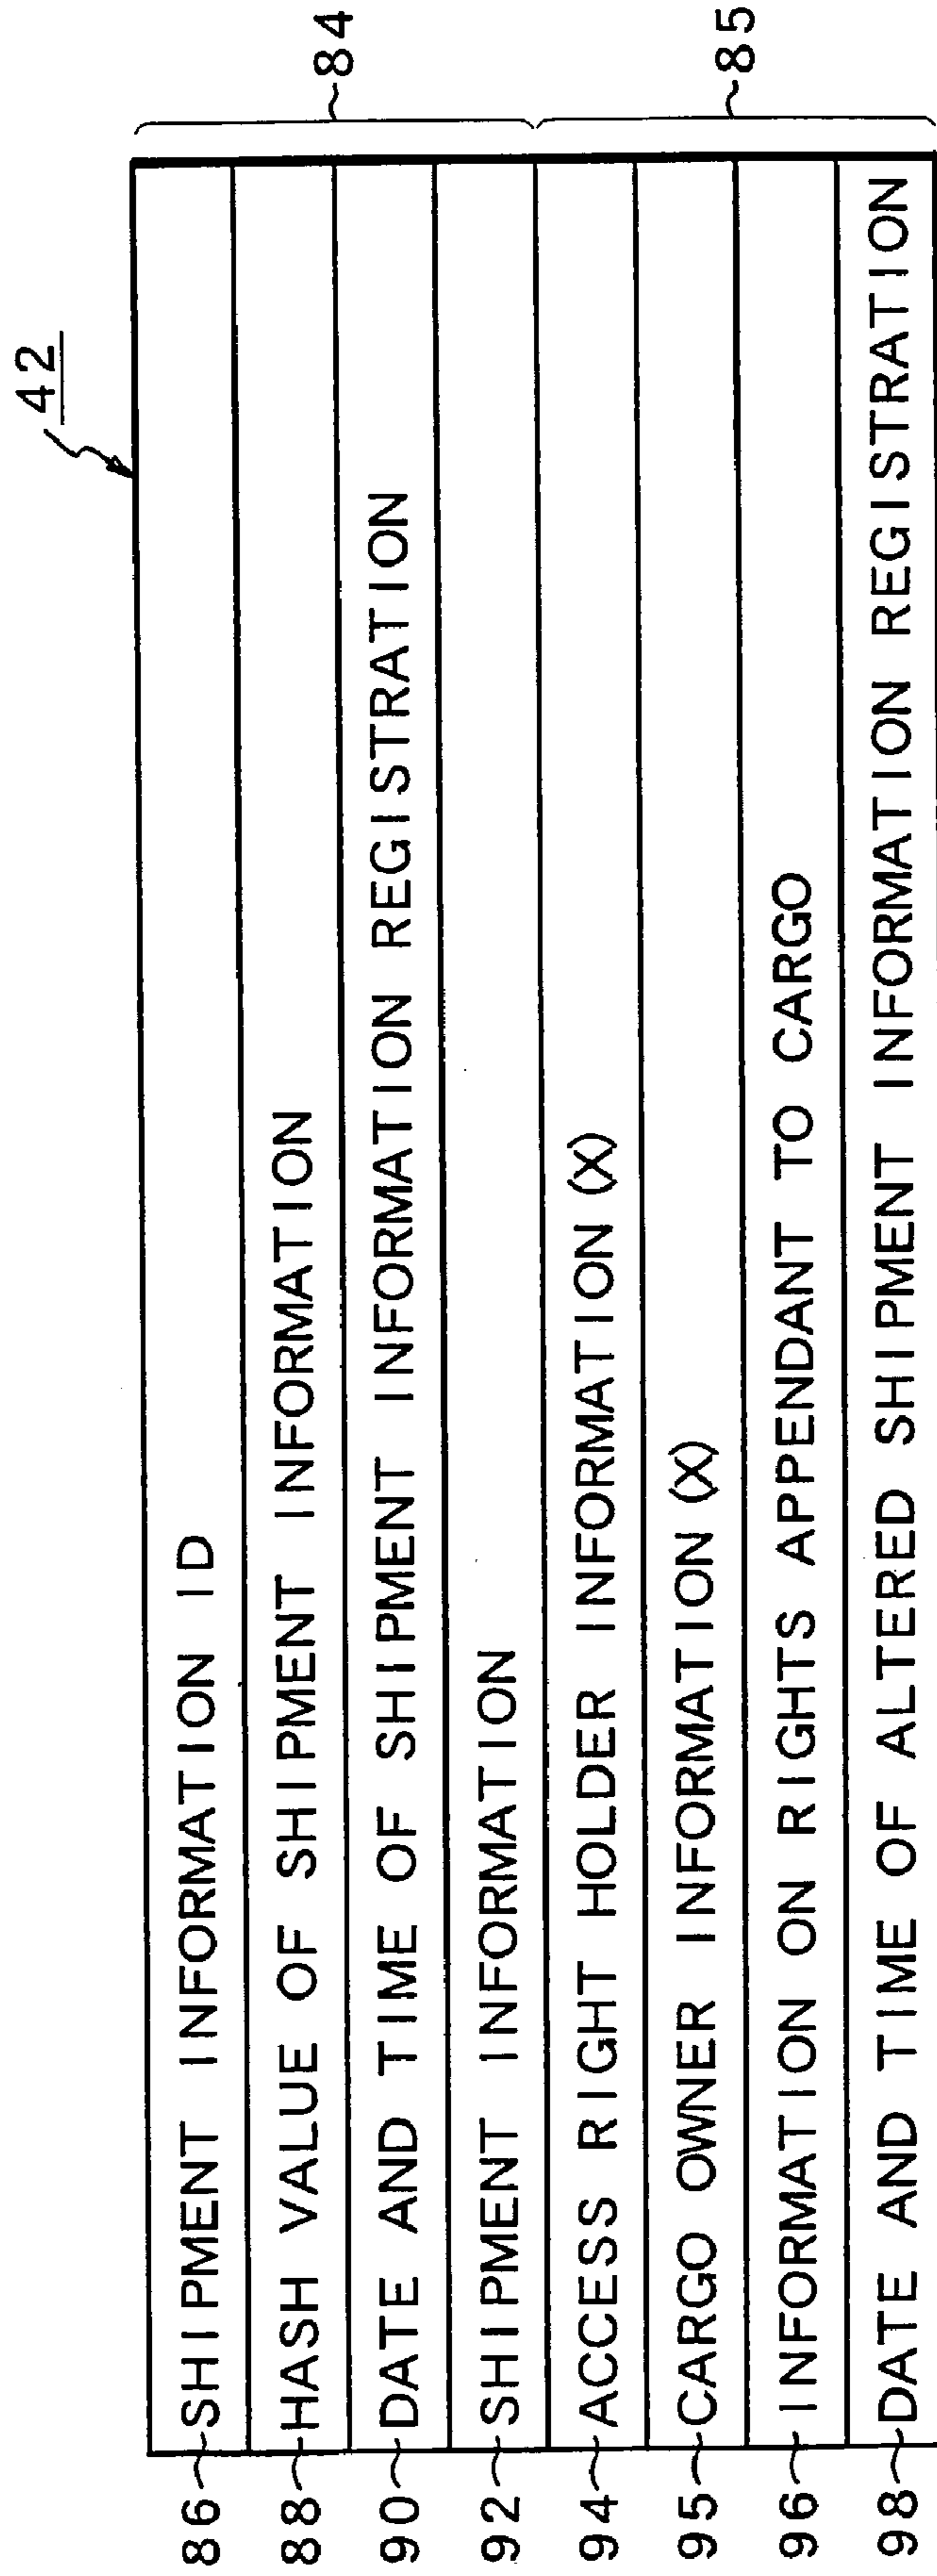 42
86 SHIPMENT INFORMATION ID
88 HASH VALUE OF SHIPMENT INFORMATION
90 DATE AND TIME OF SHIPMENT INFORMATION REGISTRATION
92 SHIPMENT INFORMATION
84
94 ACCESS RIGHT HOLDER INFORMATION (X)
95 CARGO OWNER INFORMATION (X)
96 INFORMATION ON RIGHTS APPENDANT TO CARGO
98 DATE AND TIME OF ALTERED SHIPMENT INFORMATION REGISTRATION
85